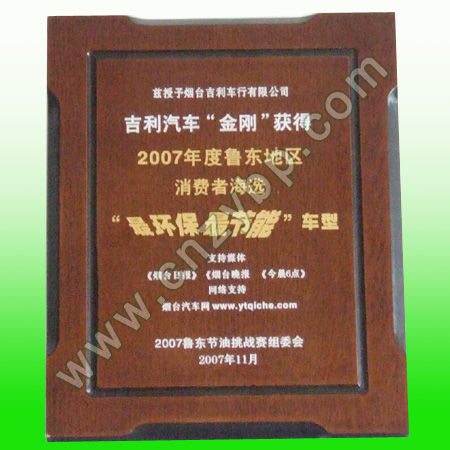 兹授予烟台吉利车行有限公司
吉利汽车“金刚”获得
2007年度鲁东地区
消费者海选
“最环保 最节能”车型
支持媒体
《烟台日报》《烟台晚报 《今晨6点》
网络支持
烟台汽车网www.ytqiche.com
2007鲁东节油挑战赛组委会
2007年11月
www.cnzybp.com